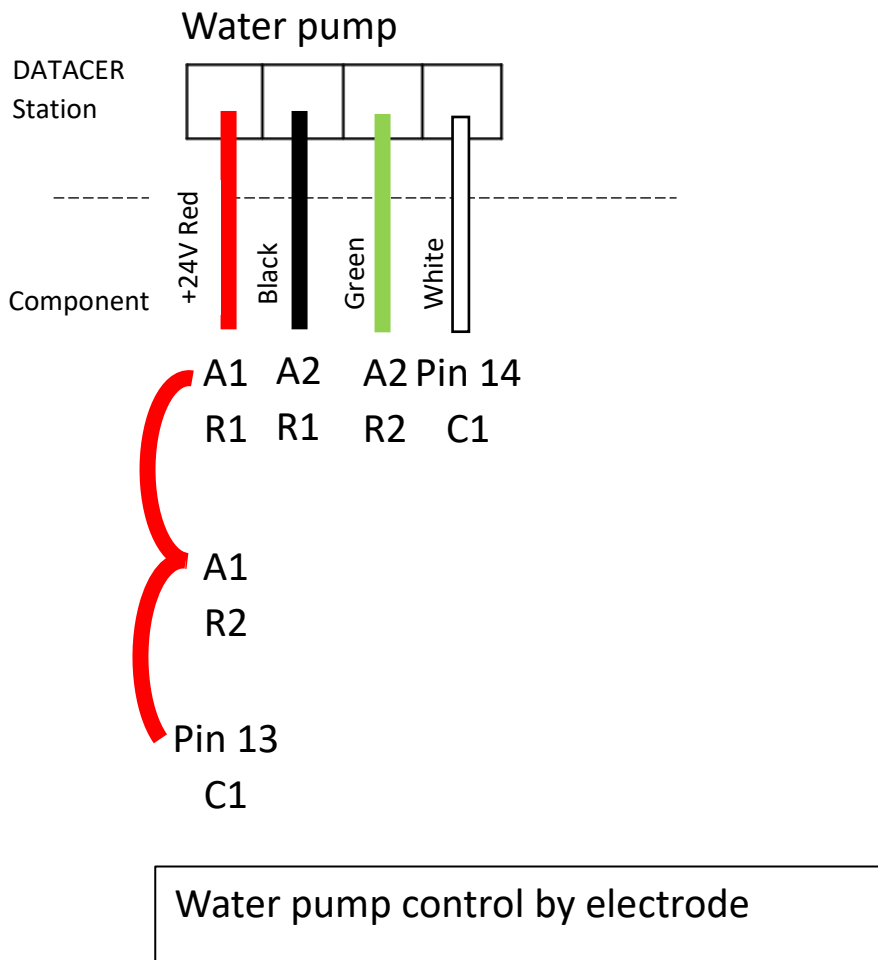 Water pump
DATACER
Station
+24V Red
Black
Green
White
Component
A1 A2 A2 Pin 14
R1 R1 R2 C1
A1
R2
Pin 13
C1
Water pump control by electrode